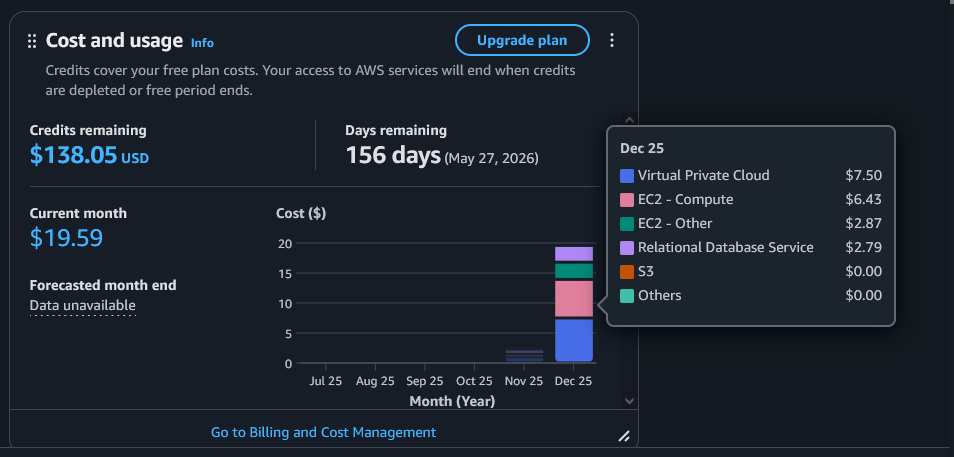 Cost and usage Info
Upgrade plan
Credits cover your free plan costs. Your access to AWS services will end when credits
are depleted or free period ends.
Credits remaining
$138.05 USD
Days remaining
156 days (May 27, 2026)
Current month
$19.59
Forecasted month end
Data unavailable
Cost ($)
20
15
10
5
0
Jul 25 Aug 25 Sep 25 Oct 25 Nov 25 Dec 25
Month (Year)
Dec 25
Virtual Private Cloud $7.50
EC2 - Compute $6.43
EC2 - Other $2.87
Relational Database Service $2.79
S3 $0.00
Others $0.00
Go to Billing and Cost Management